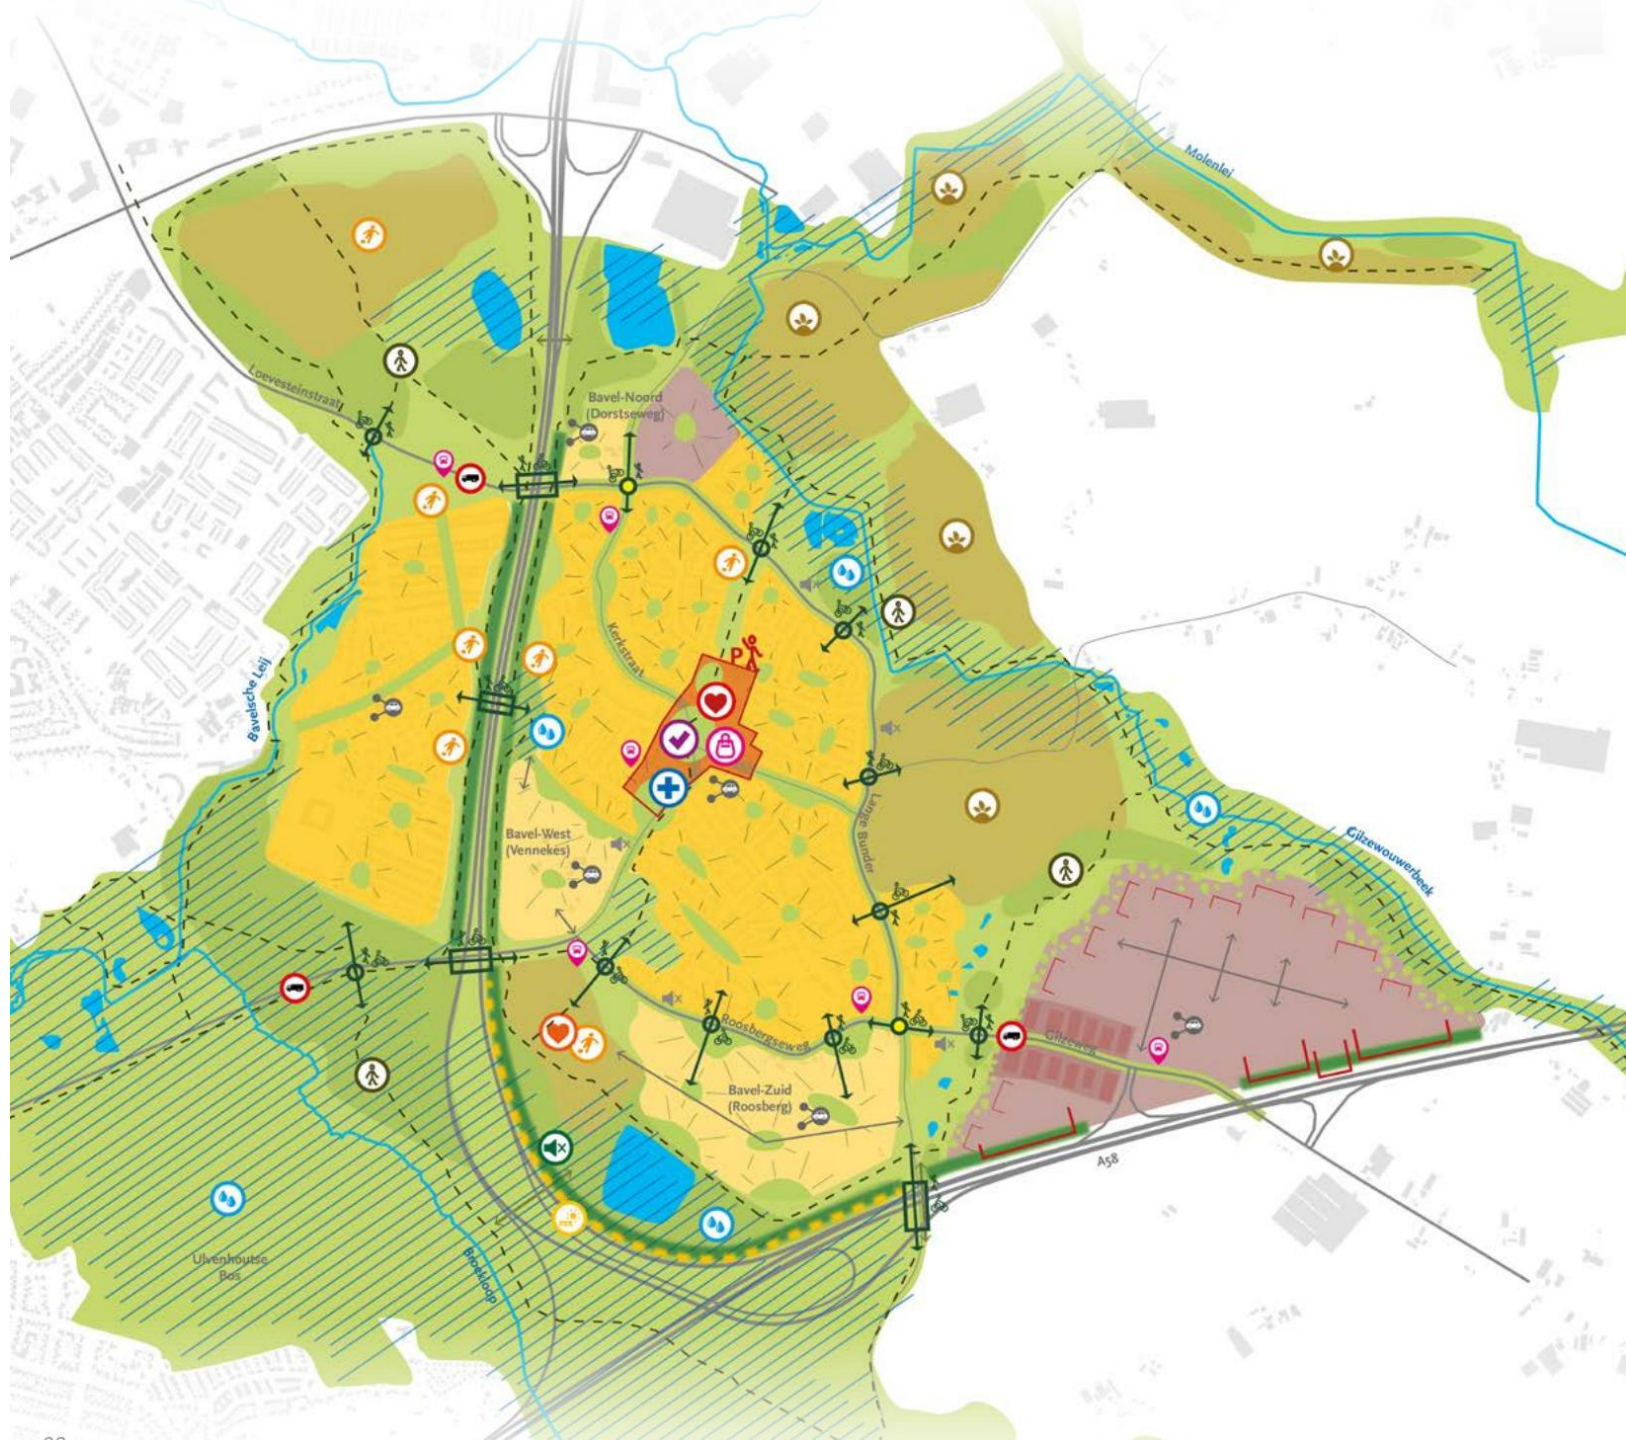 Molenlei
Loevesteinstraat
Bavel-Noord
(Dorstseweg)
Kerkstraat
P
Bavelsche Leij
Lange Bunder
Bavel-West
(Vennekes)
Gilzewouwerbeek
Roosbergseweg
Gilzeweg
Bavel-Zuid
(Roosberg)
A58
Ulvenhoutse
Bos
Broekloop